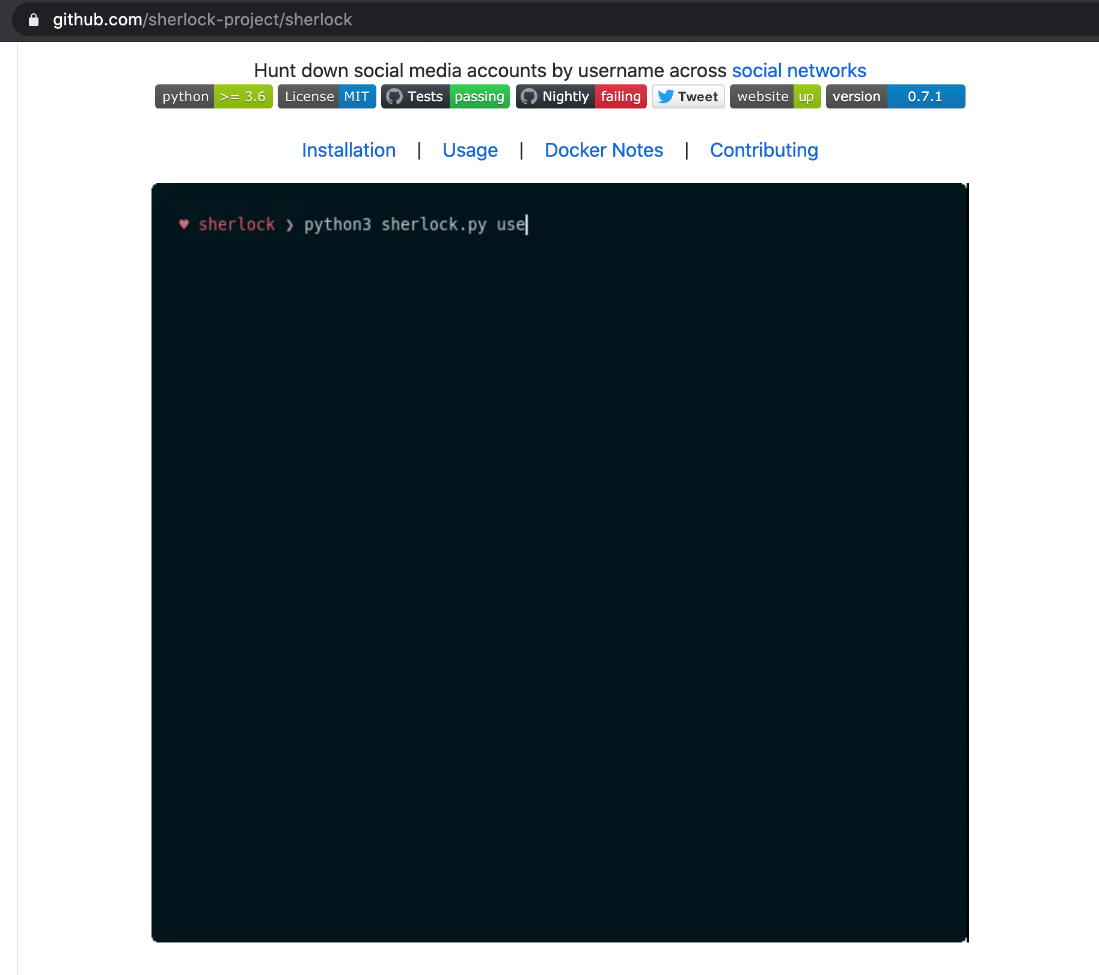 github.com/sherlock-project/sherlock
Hunt down social media accounts by username across social networks
python >= 3.6 License MIT Tests passing Nightly failing Tweet website up version 0.7.1
Installation | Usage | Docker Notes | Contributing
♥ sherlock ❯ python3 sherlock.py use